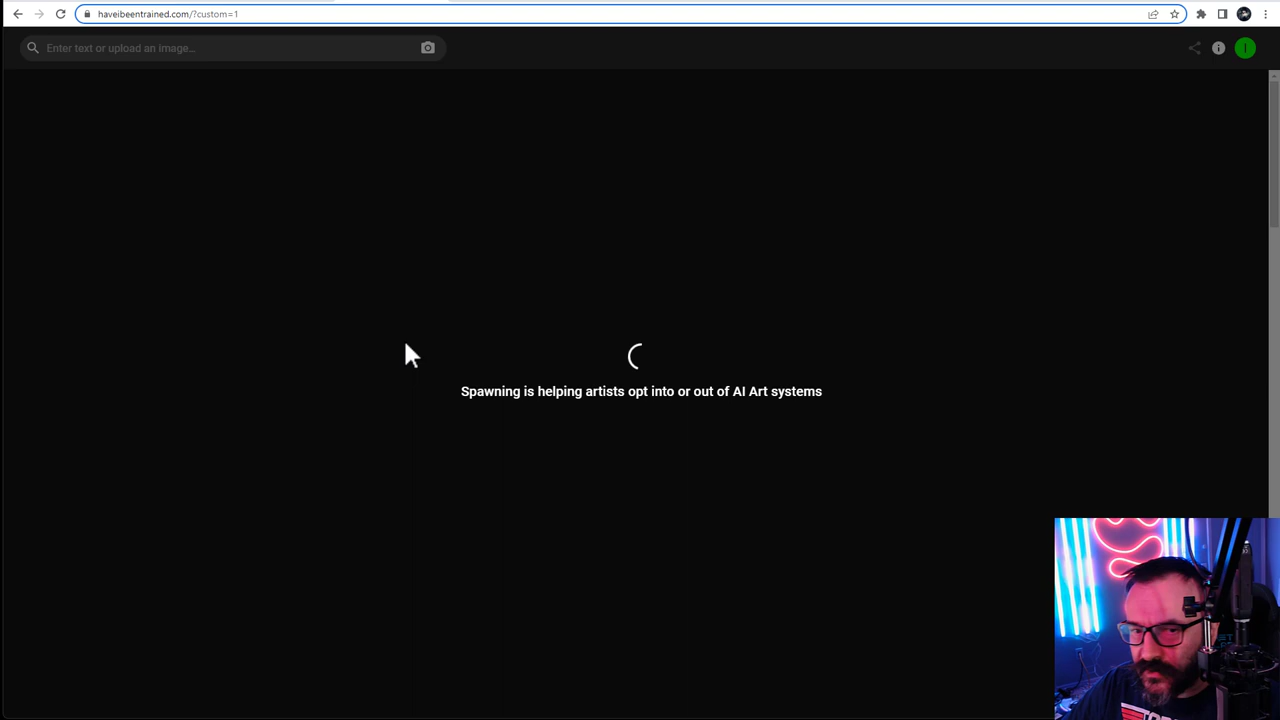 haveibeentrained.com/?custom=1
Enter text or upload an image...
Spawning is helping artists opt into or out of AI Art systems